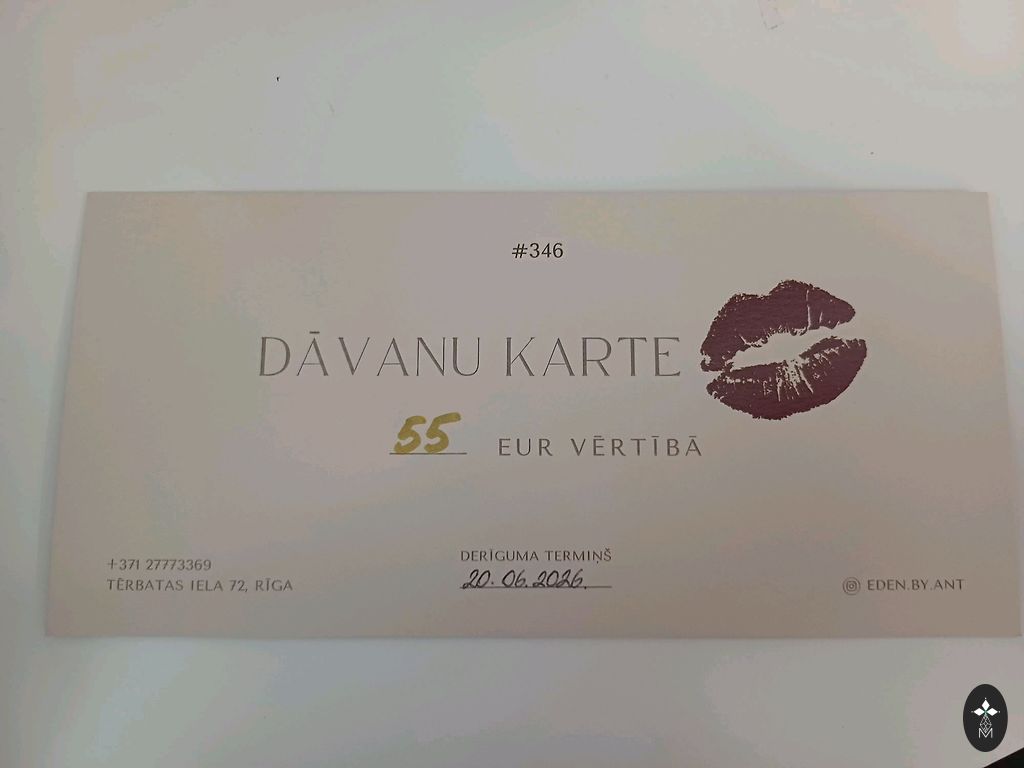 #346
DĀVANU KARTE
55 EUR VĒRTĪBĀ
DERĪGUMA TERMIŅŠ
20.06.2026.
+371 27773369
TĒRBATAS IELA 72, RĪGA
EDEN.BY.ANT
M